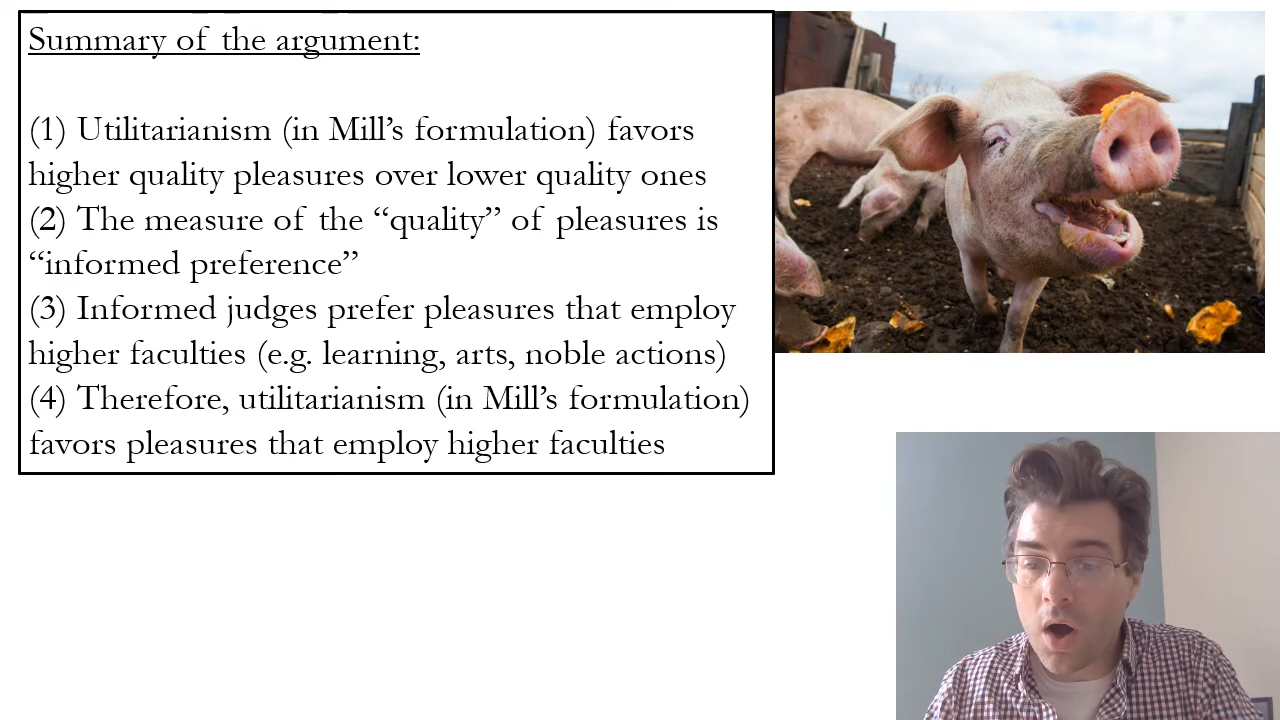 Summary of the argument:
(1) Utilitarianism (in Mill’s formulation) favors
higher quality pleasures over lower quality ones
(2) The measure of the “quality” of pleasures is
“informed preference”
(3) Informed judges prefer pleasures that employ
higher faculties (e.g. learning, arts, noble actions)
(4) Therefore, utilitarianism (in Mill’s formulation)
favors pleasures that employ higher faculties